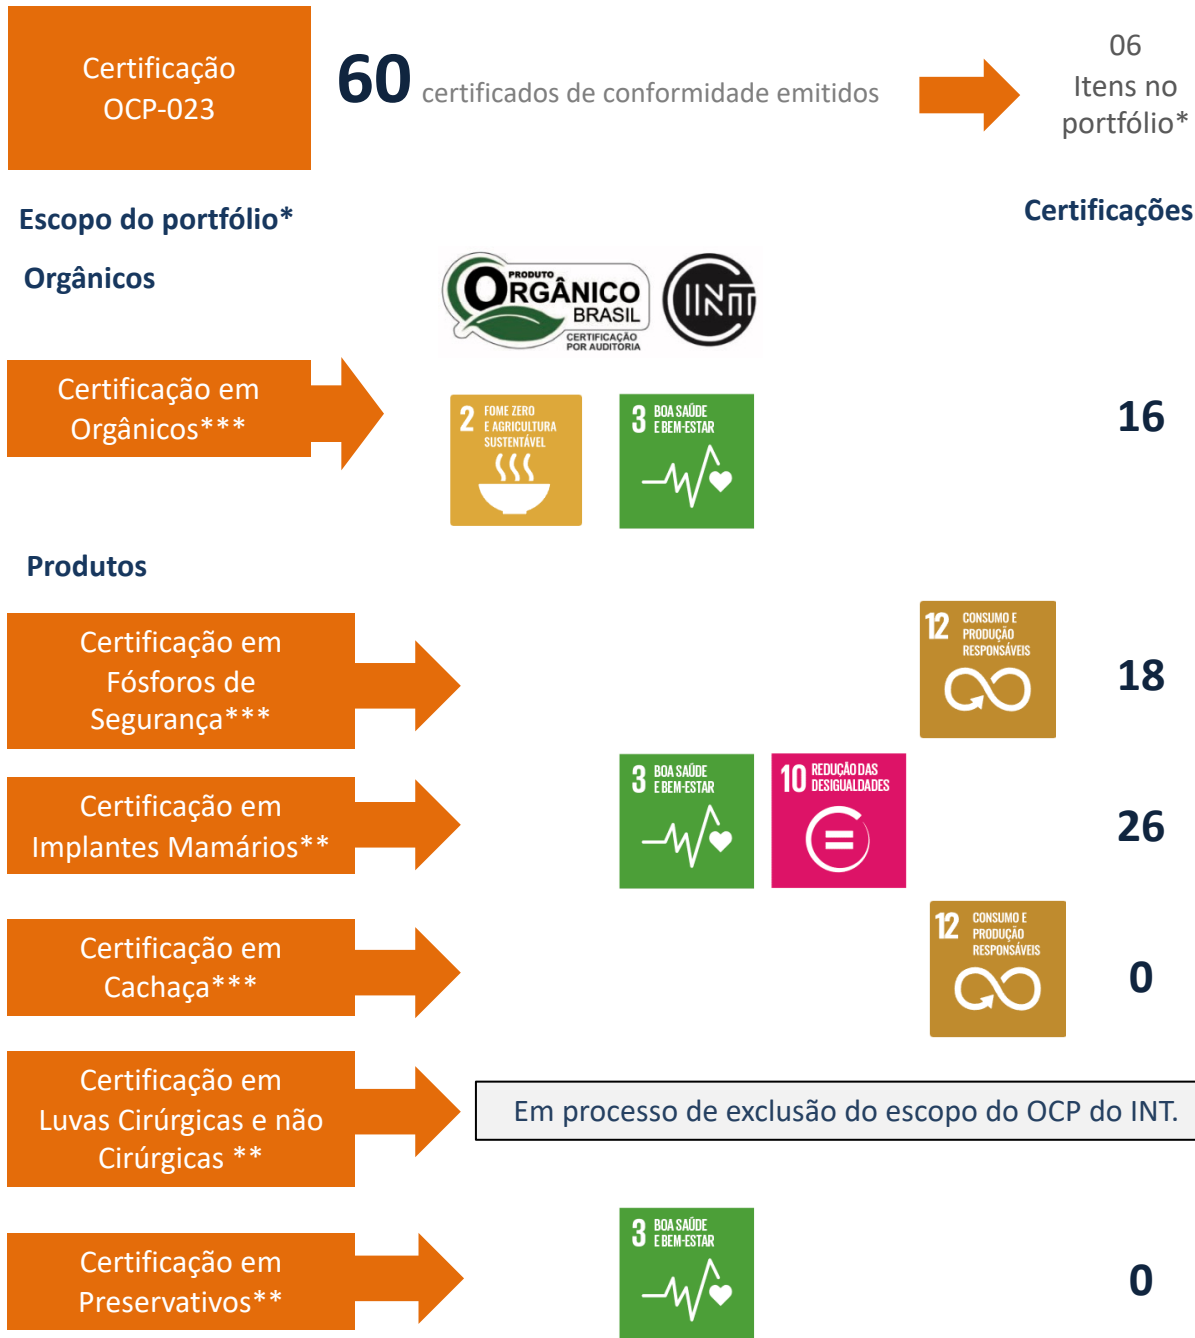 Certificação
OCP-023
60 certificados de conformidade emitidos
06
Itens no
portfólio*
Escopo do portfólio*
Certificações
Orgânicos
PRODUTO
ORGÂNICO
BRASIL
CERTIFICAÇÃO
POR AUDITORIA
INT
Certificação em
Orgânicos***
2 FOME ZERO
E AGRICULTURA
SUSTENTÁVEL
3 BOA SAÚDE
E BEM-ESTAR
16
Produtos
Certificação em
Fósforos de
Segurança***
12 CONSUMO E
PRODUÇÃO
RESPONSÁVEIS
18
Certificação em
Implantes Mamários**
3 BOA SAÚDE
E BEM-ESTAR
10 REDUÇÃO DAS
DESIGUALDADES
26
Certificação em
Cachaça***
12 CONSUMO E
PRODUÇÃO
RESPONSÁVEIS
0
Certificação em
Luvas Cirúrgicas e não
Cirúrgicas **
Em processo de exclusão do escopo do OCP do INT.
Certificação em
Preservativos**
3 BOA SAÚDE
E BEM-ESTAR
0